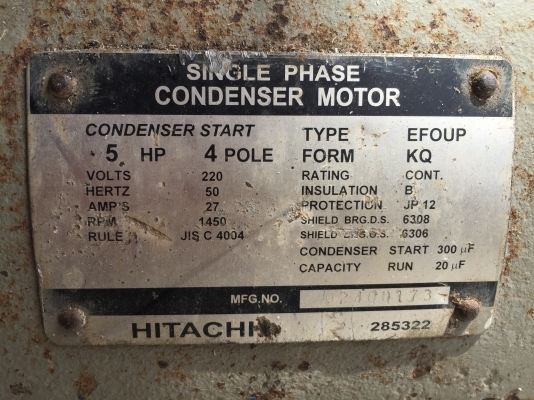 SINGLE PHASE
CONDENSER MOTOR
CONDENSER START
5 HP 4 POLE
VOLTS 220
HERTZ 50
AMP'S 27
RPM 1450
RULE JIS C 4004
TYPE EFOUP
FORM KQ
RATING CONT.
INSULATION B
PROTECTION JP 12
SHIELD BRG.D.S. 6308
SHIELD BRG.D.S. 6306
CONDENSER START 300 µF
CAPACITY RUN 20 µF
MFG.NO.
HITACHI 285322